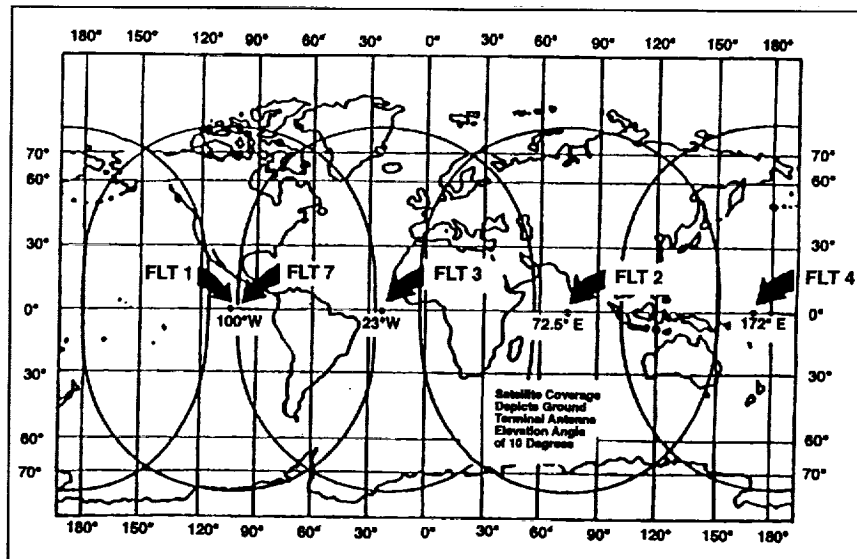 180° 150° 120° 90° 60° 30° 0° 30° 60° 90° 120° 150° 180°
70° 70°
60° 60°
30° 30°
FLT 1 FLT 7 FLT 3 FLT 2 FLT 4
0° 0°
100°W 23°W 72.5° E 172° E
30° 30°
Satellite Coverage
Depicts Ground
Terminal Antenna
Elevation Angle
of 10 Degrees
60° 60°
70° 70°
180° 150° 120° 90° 60° 30° 0° 30° 60° 90° 120° 150° 180°